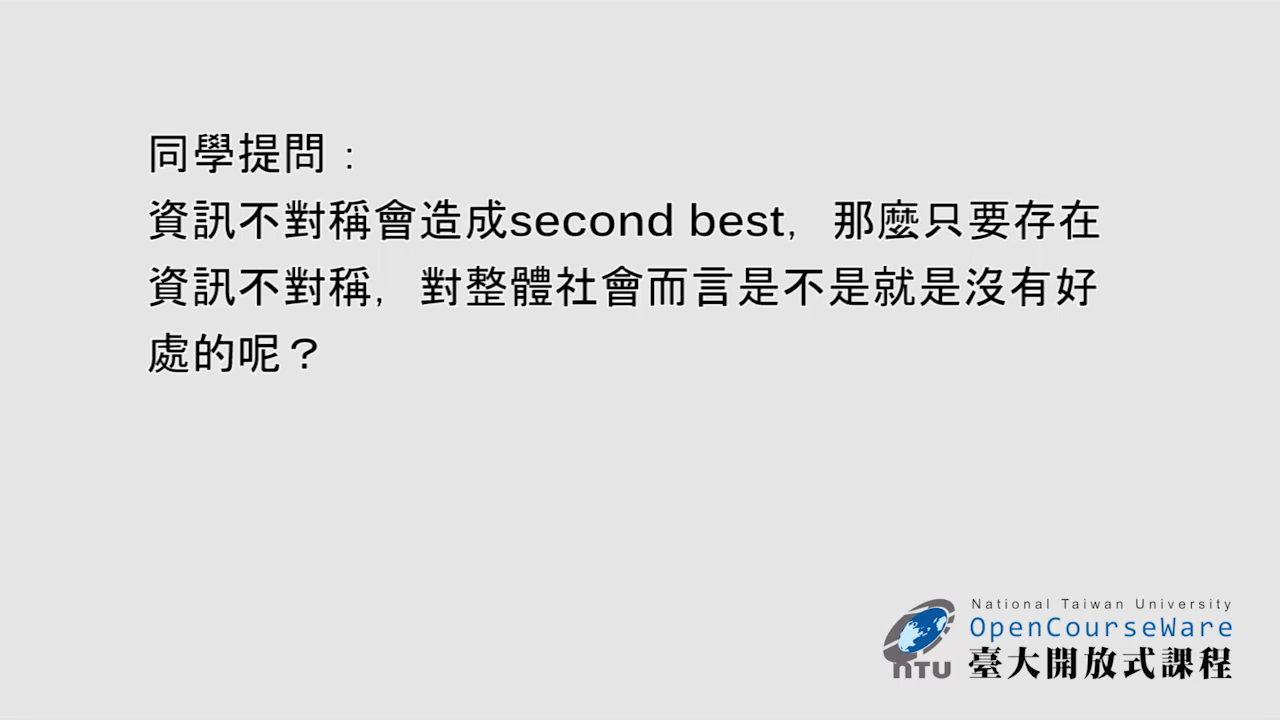 同學提問：
資訊不對稱會造成second best，那麼只要存在
資訊不對稱，對整體社會而言是不是就是沒有好
處的呢？
National Taiwan University
OpenCourseWare
臺大開放式課程
NTU